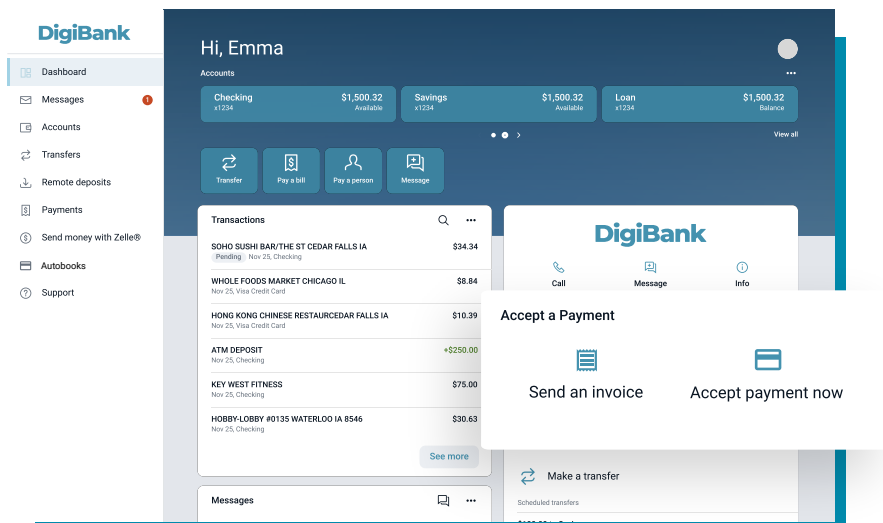 DigiBank
Dashboard
Messages 1
Accounts
Transfers
Remote deposits
Payments
Send money with Zelle®
Autobooks
Support
Hi, Emma
Accounts
Checking $1,500.32
x1234 Available
Savings $1,500.32
x1234 Available
Loan $1,500.32
x1234 Balance
View all
Transfer
Pay a bill
Pay a person
Message
Transactions
SOHO SUSHI BAR/THE ST CEDAR FALLS IA $34.34
Pending Nov 25, Checking
WHOLE FOODS MARKET CHICAGO IL $8.84
Nov 25, Visa Credit Card
HONG KONG CHINESE RESTAURCEDAR FALLS IA $10.39
Nov 25, Visa Credit Card
ATM DEPOSIT +$250.00
Nov 25, Checking
KEY WEST FITNESS $75.00
Nov 25, Checking
HOBBY-LOBBY #0135 WATERLOO IA 8546 $30.63
Nov 25, Checking
See more
Messages
DigiBank
Call
Message
Info
Accept a Payment
Send an invoice
Accept payment now
Make a transfer
Scheduled transfers